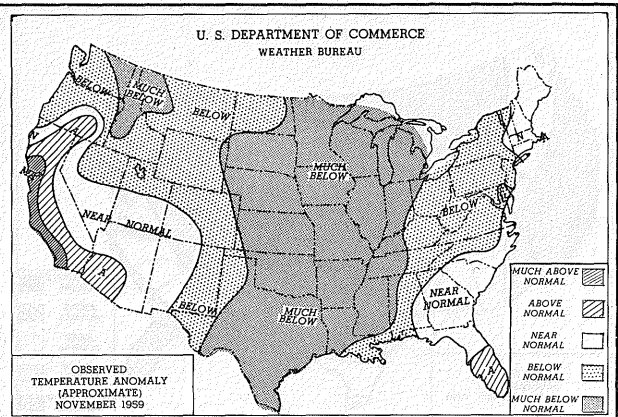 U. S. DEPARTMENT OF COMMERCE
WEATHER BUREAU
BELOW
MUCH
BELOW
BELOW
N
A
MUCH
BELOW
N
A
B
BELOW
NEAR NORMAL
A
BELOW
MUCH
BELOW
NEAR
NORMAL
A
MUCH ABOVE
NORMAL
ABOVE
NORMAL
NEAR
NORMAL
BELOW
NORMAL
MUCH BELOW
NORMAL
OBSERVED
TEMPERATURE ANOMALY
(APPROXIMATE)
NOVEMBER 1959